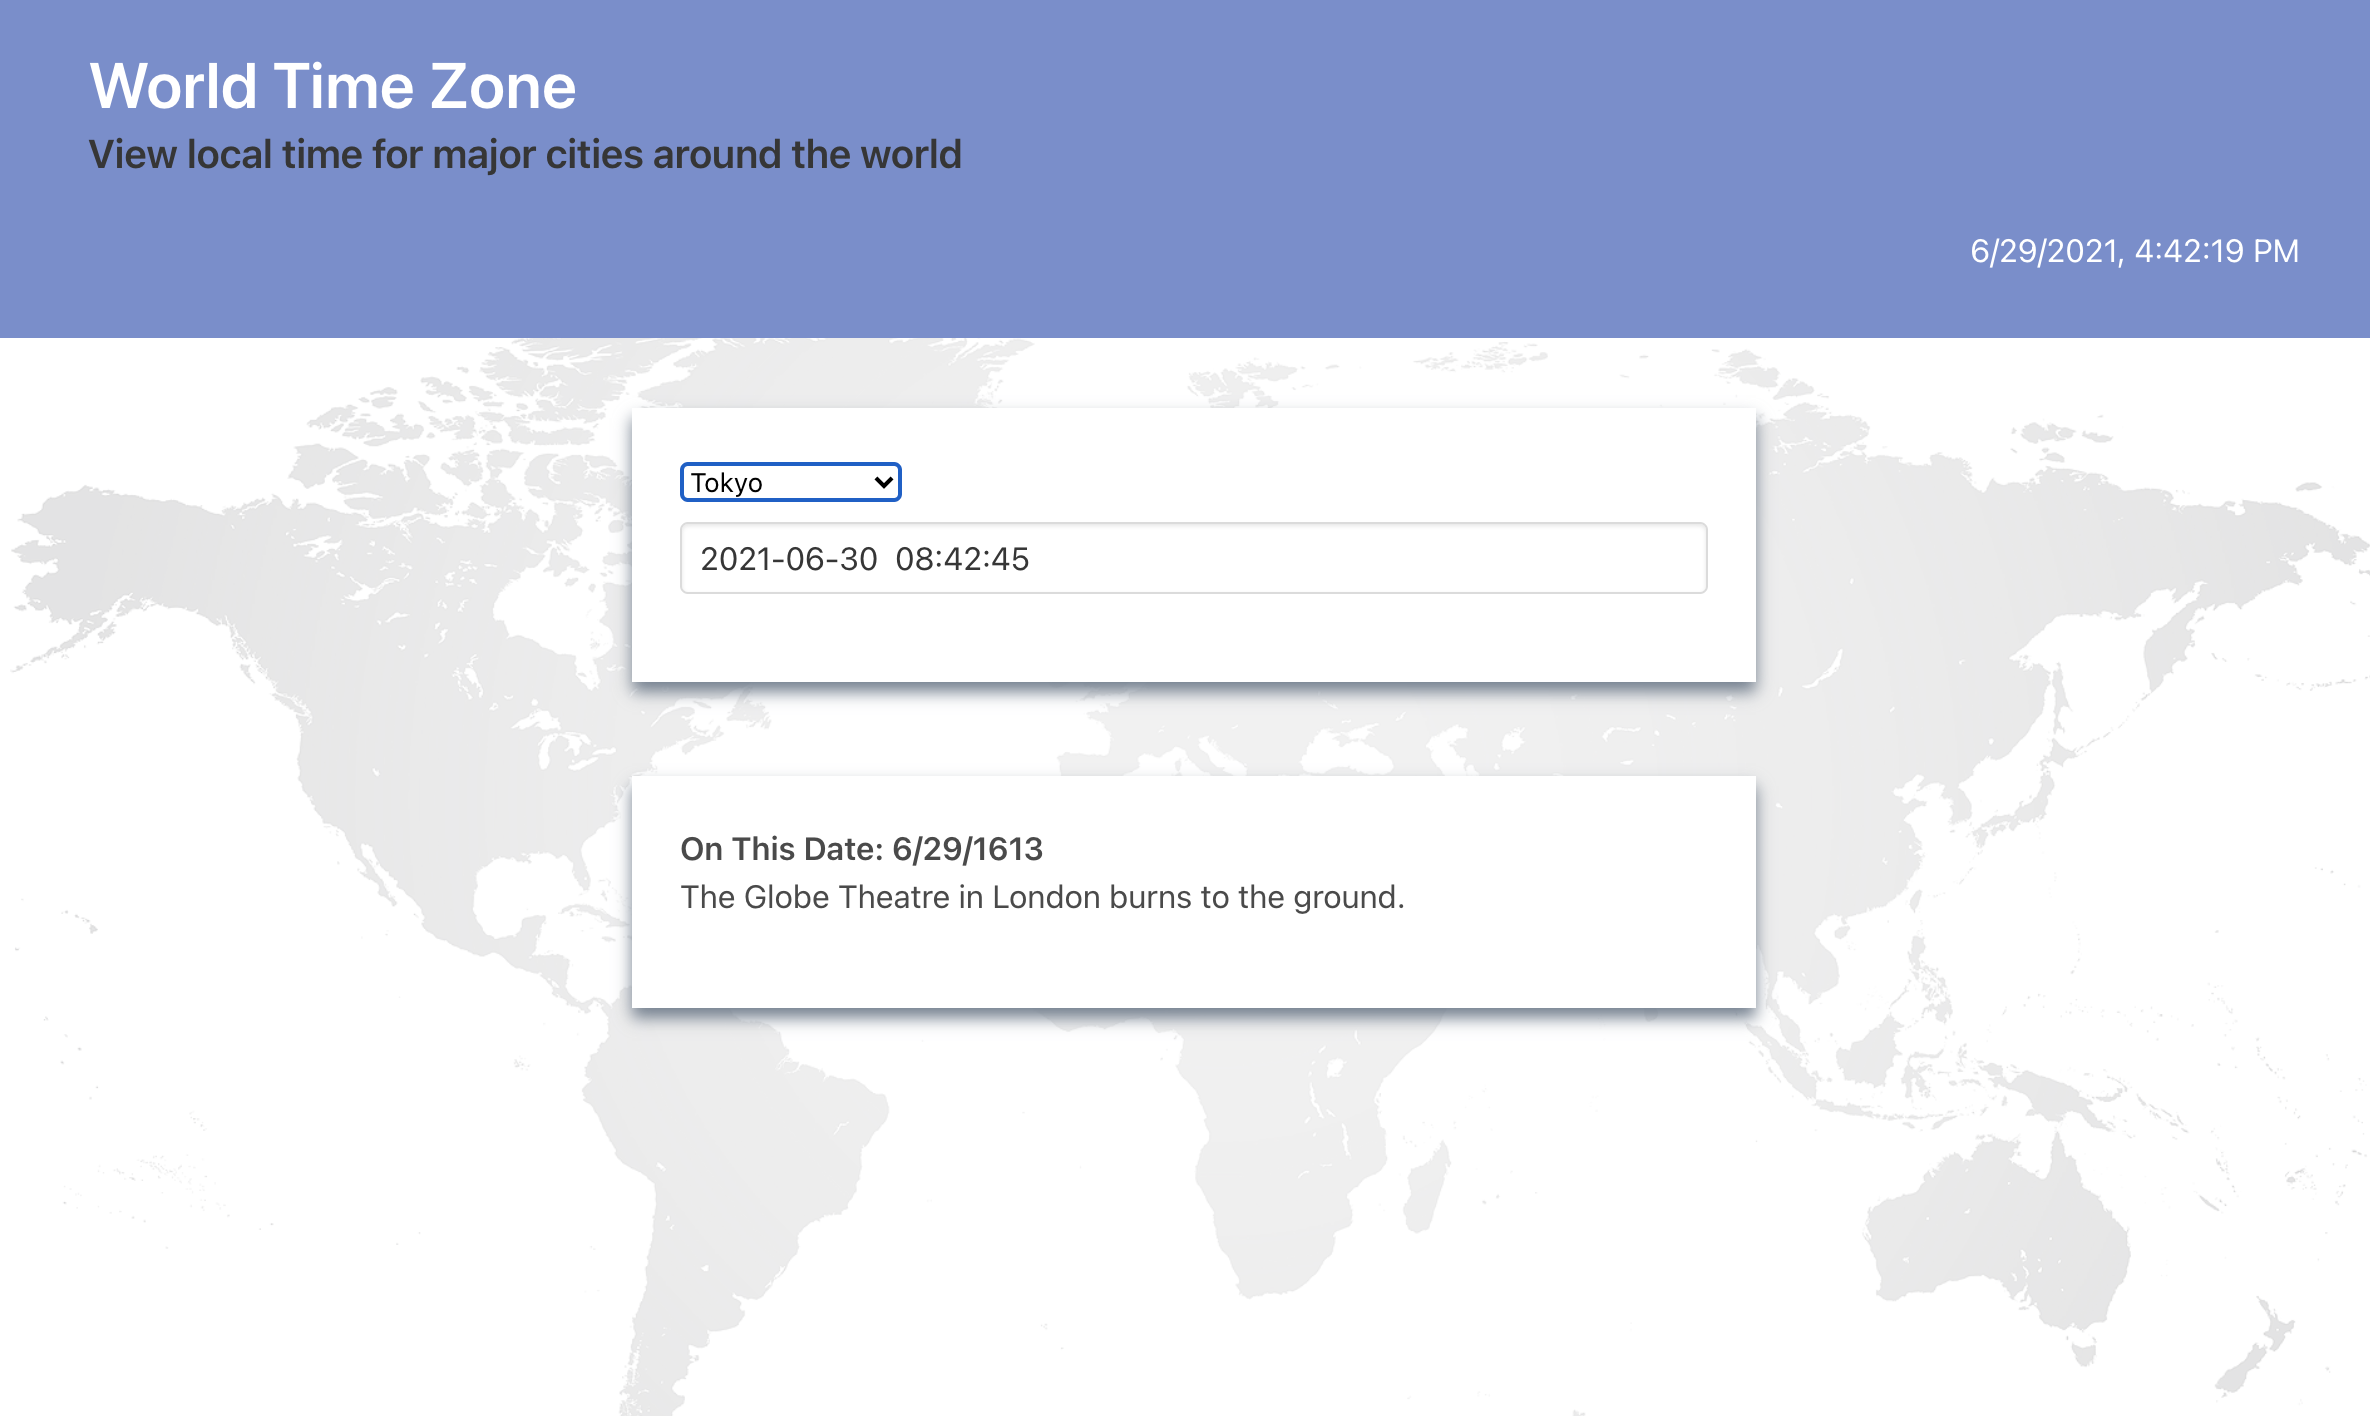 World Time Zone
View local time for major cities around the world
6/29/2021, 4:42:19 PM
Tokyo
2021-06-30 08:42:45
On This Date: 6/29/1613
The Globe Theatre in London burns to the ground.